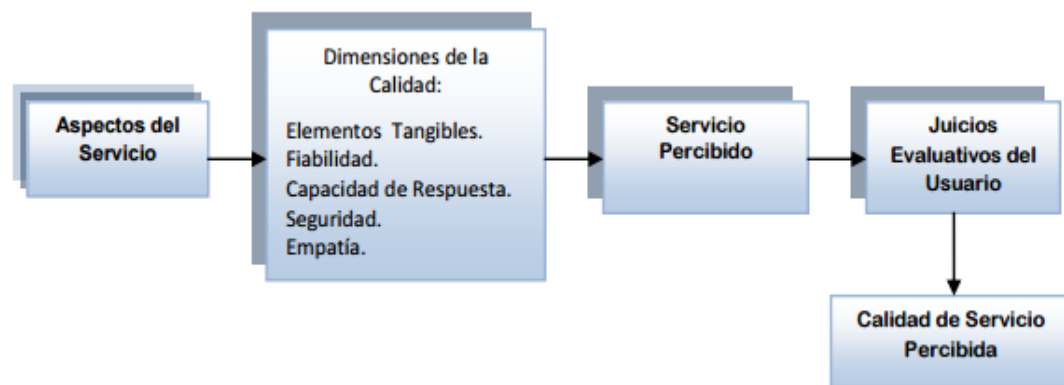 Aspectos del
Servicio
Dimensiones de la
Calidad:
Elementos Tangibles.
Fiabilidad.
Capacidad de Respuesta.
Seguridad.
Empatía.
Servicio
Percibido
Juicios
Evaluativos del
Usuario
Calidad de Servicio
Percibida